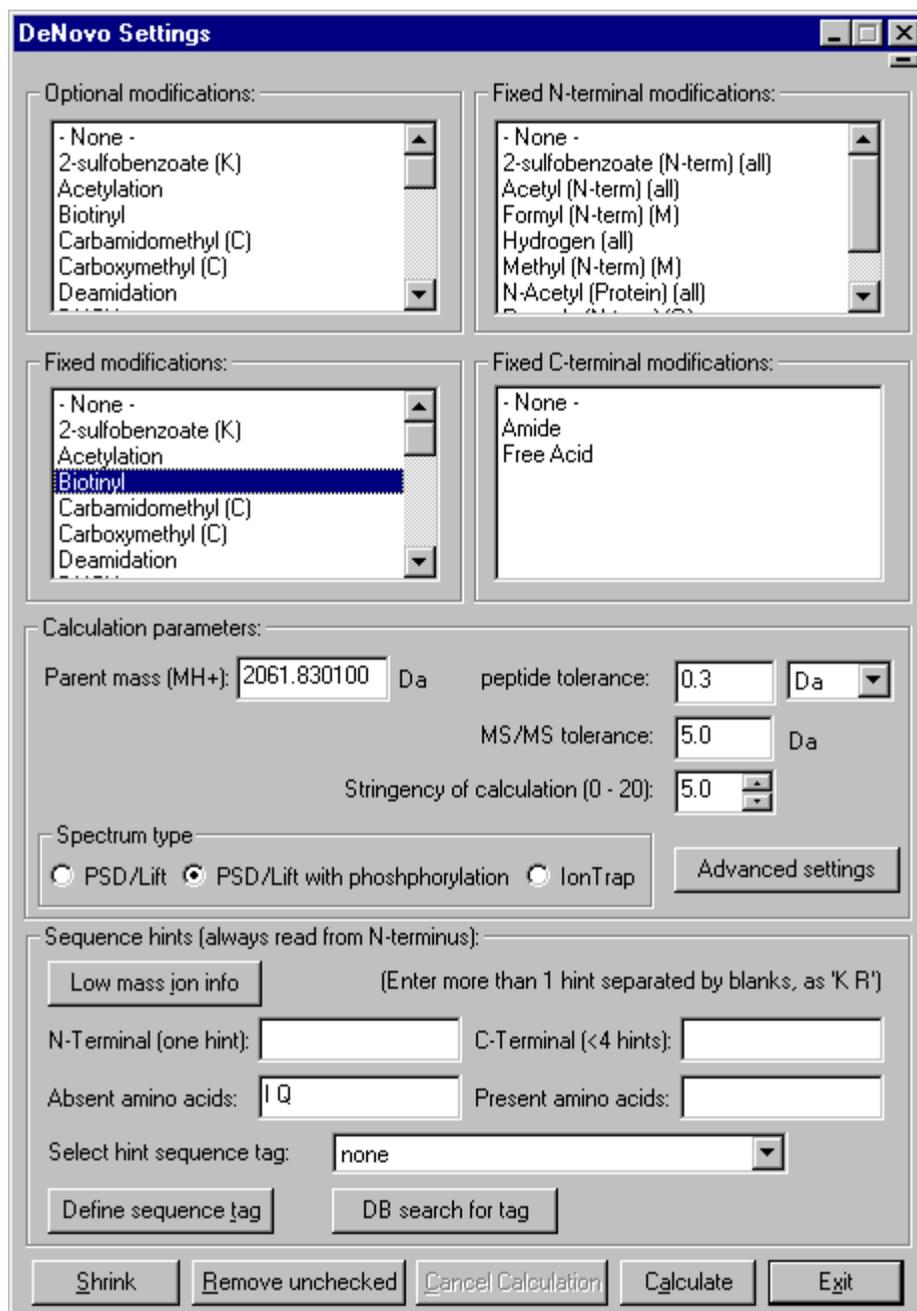 DeNovo Settings
Optional modifications:
- None -
2-sulfobenzoate (K)
Acetylation
Biotinyl
Carbamidomethyl (C)
Carboxymethyl (C)
Deamidation
Fixed N-terminal modifications:
- None -
2-sulfobenzoate (N-term) (all)
Acetyl (N-term) (all)
Formyl (N-term) (M)
Hydrogen (all)
Methyl (N-term) (M)
N-Acetyl (Protein) (all)
Fixed modifications:
- None -
2-sulfobenzoate (K)
Acetylation
Biotinyl
Carbamidomethyl (C)
Carboxymethyl (C)
Deamidation
Fixed C-terminal modifications:
- None -
Amide
Free Acid
Calculation parameters:
Parent mass (MH+): 2061.830100 Da
peptide tolerance: 0.3 Da
MS/MS tolerance: 5.0 Da
Stringency of calculation (0 - 20): 5.0
Spectrum type
PSD/Lift PSD/Lift with phoshphorylation IonTrap
Advanced settings
Sequence hints (always read from N-terminus):
Low mass ion info (Enter more than 1 hint separated by blanks, as 'K R')
N-Terminal (one hint): C-Terminal (<4 hints):
Absent amino acids: I Q Present amino acids:
Select hint sequence tag: none
Define sequence tag DB search for tag
Shrink Remove unchecked Cancel Calculation Calculate Exit